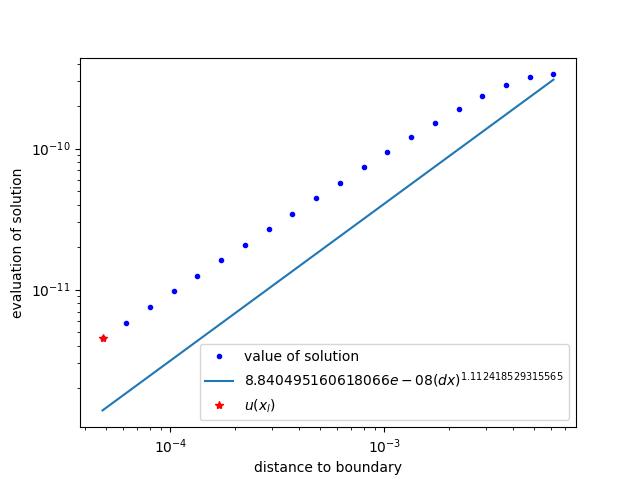 10⁻¹⁰
10⁻¹¹
evaluation of solution
value of solution
8.840495160618066e − 08(dx)^1.112418529315565
u(x_l)
10⁻⁴ 10⁻³
distance to boundary